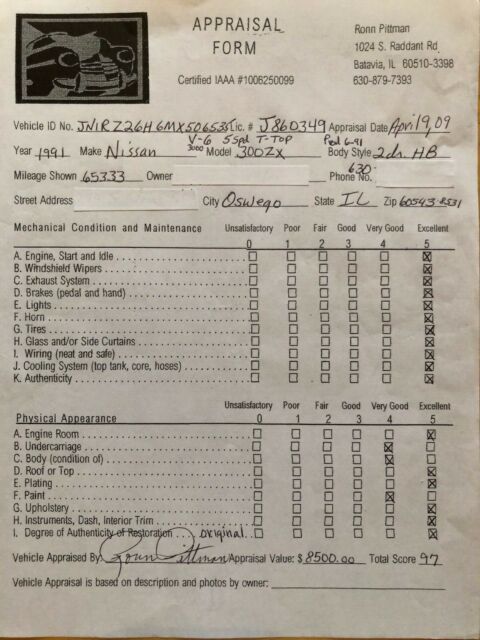 APPRAISAL
FORM
Certified IAAA #1006250099
Ronn Pittman
1024 S. Raddant Rd
Batavia, IL 60510-3398
630-879-7393
Vehicle ID No. JN1RZ26H6MX506535 Lic. # J860349 Appraisal Date April 9, 09
V-6 5 spd T-Top Prod 6-91
Year 1991 Make Nissan 3000 Model 300ZX Body Style 2dr HB
Mileage Shown 65333 Owner Phone No. 630-
Street Address City Oswego State IL Zip 60543-8531
Mechanical Condition and Maintenance Unsatisfactory Poor Fair Good Very Good Excellent
0 1 2 3 4 5
A. Engine, Start and Idle
B. Windshield Wipers
C. Exhaust System
D. Brakes (pedal and hand)
E. Lights
F. Horn
G. Tires
H. Glass and/or Side Curtains
I. Wiring (neat and safe)
J. Cooling System (top tank, core, hoses)
K. Authenticity
Unsatisfactory Poor Fair Good Very Good Excellent
Physical Appearance 0 1 2 3 4 5
A. Engine Room
B. Undercarriage
C. Body (condition of)
D. Roof or Top
E. Plating
F. Paint
G. Upholstery
H. Instruments, Dash, Interior Trim
I. Degree of Authenticity of Restoration original
Vehicle Appraised By: Ronn Pittman Appraisal Value: $ 8500.00 Total Score 97
Vehicle Appraisal is based on description and photos by owner: